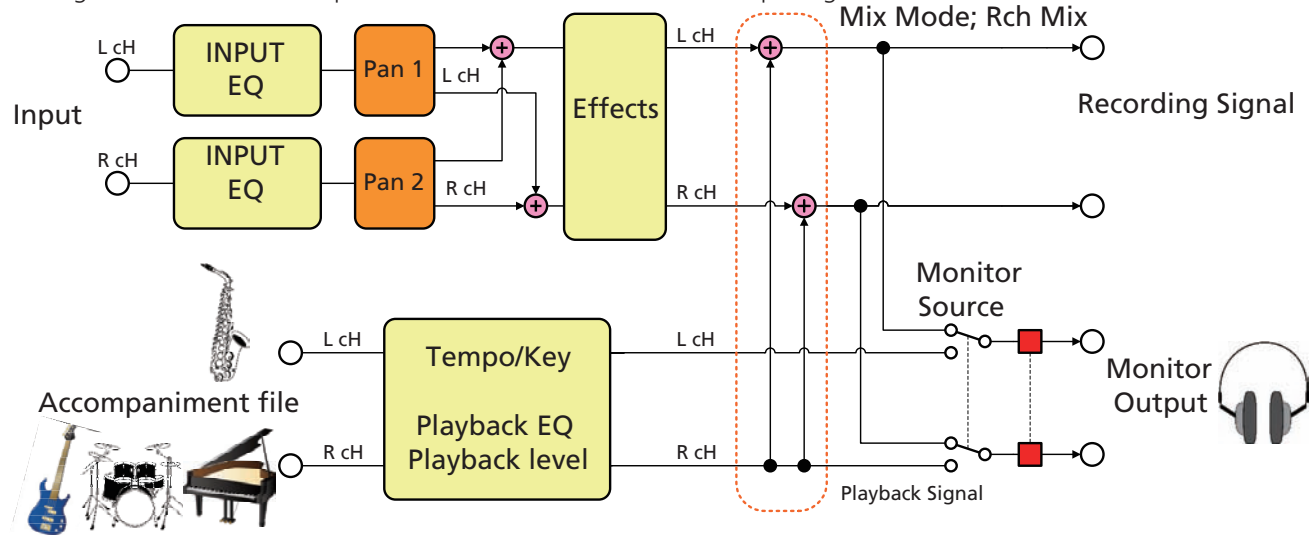 Mix Mode; Rch Mix
L cH
INPUT
EQ
Pan 1
L cH
L cH
Effects
Input
Recording Signal
R cH
INPUT
EQ
Pan 2
R cH
R cH
Monitor
Source
L cH
Tempo/Key
L cH
Monitor
Output
Accompaniment file
Playback EQ
Playback level
R cH
R cH
Playback Signal